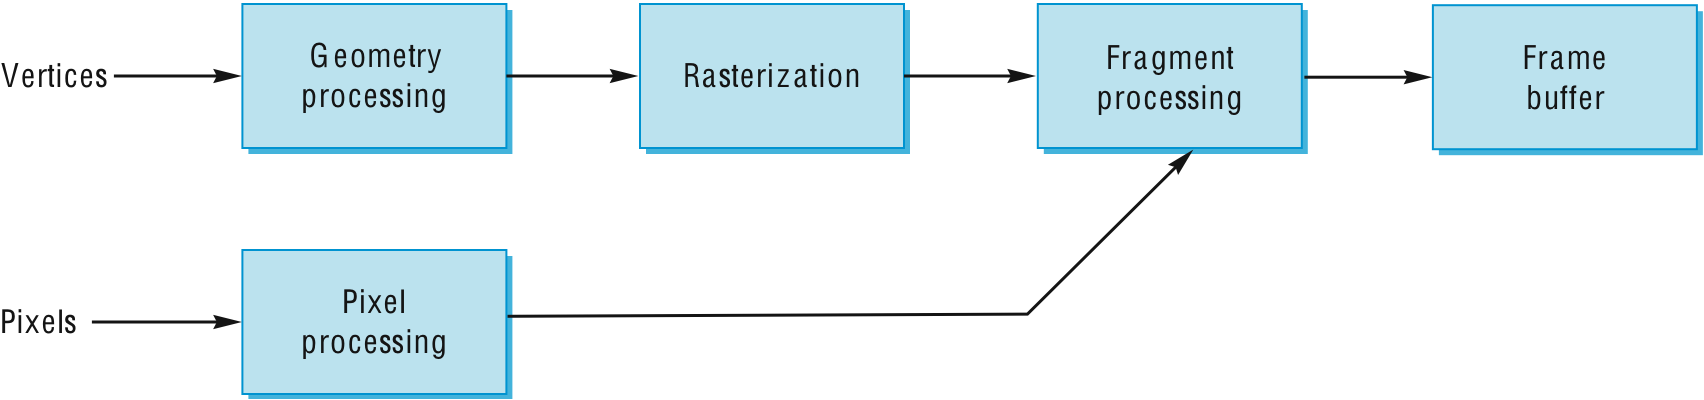 Vertices
Geometry
processing
Rasterization
Fragment
processing
Frame
buffer
Pixels
Pixel
processing